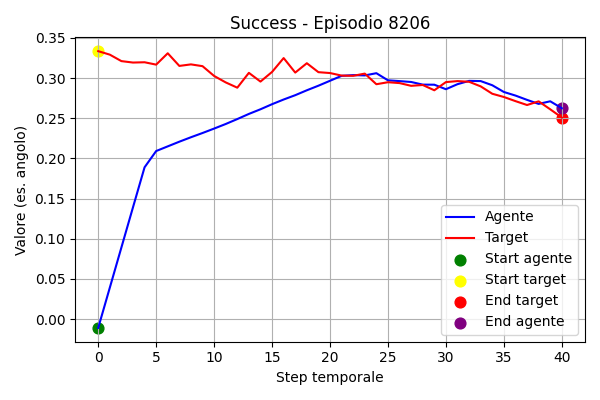 Success - Episodio 8206
Valore (es. angolo)
0.35
0.30
0.25
0.20
0.15
0.10
0.05
0.00
Agente
Target
Start agente
Start target
End target
End agente
0 5 10 15 20 25 30 35 40
Step temporale